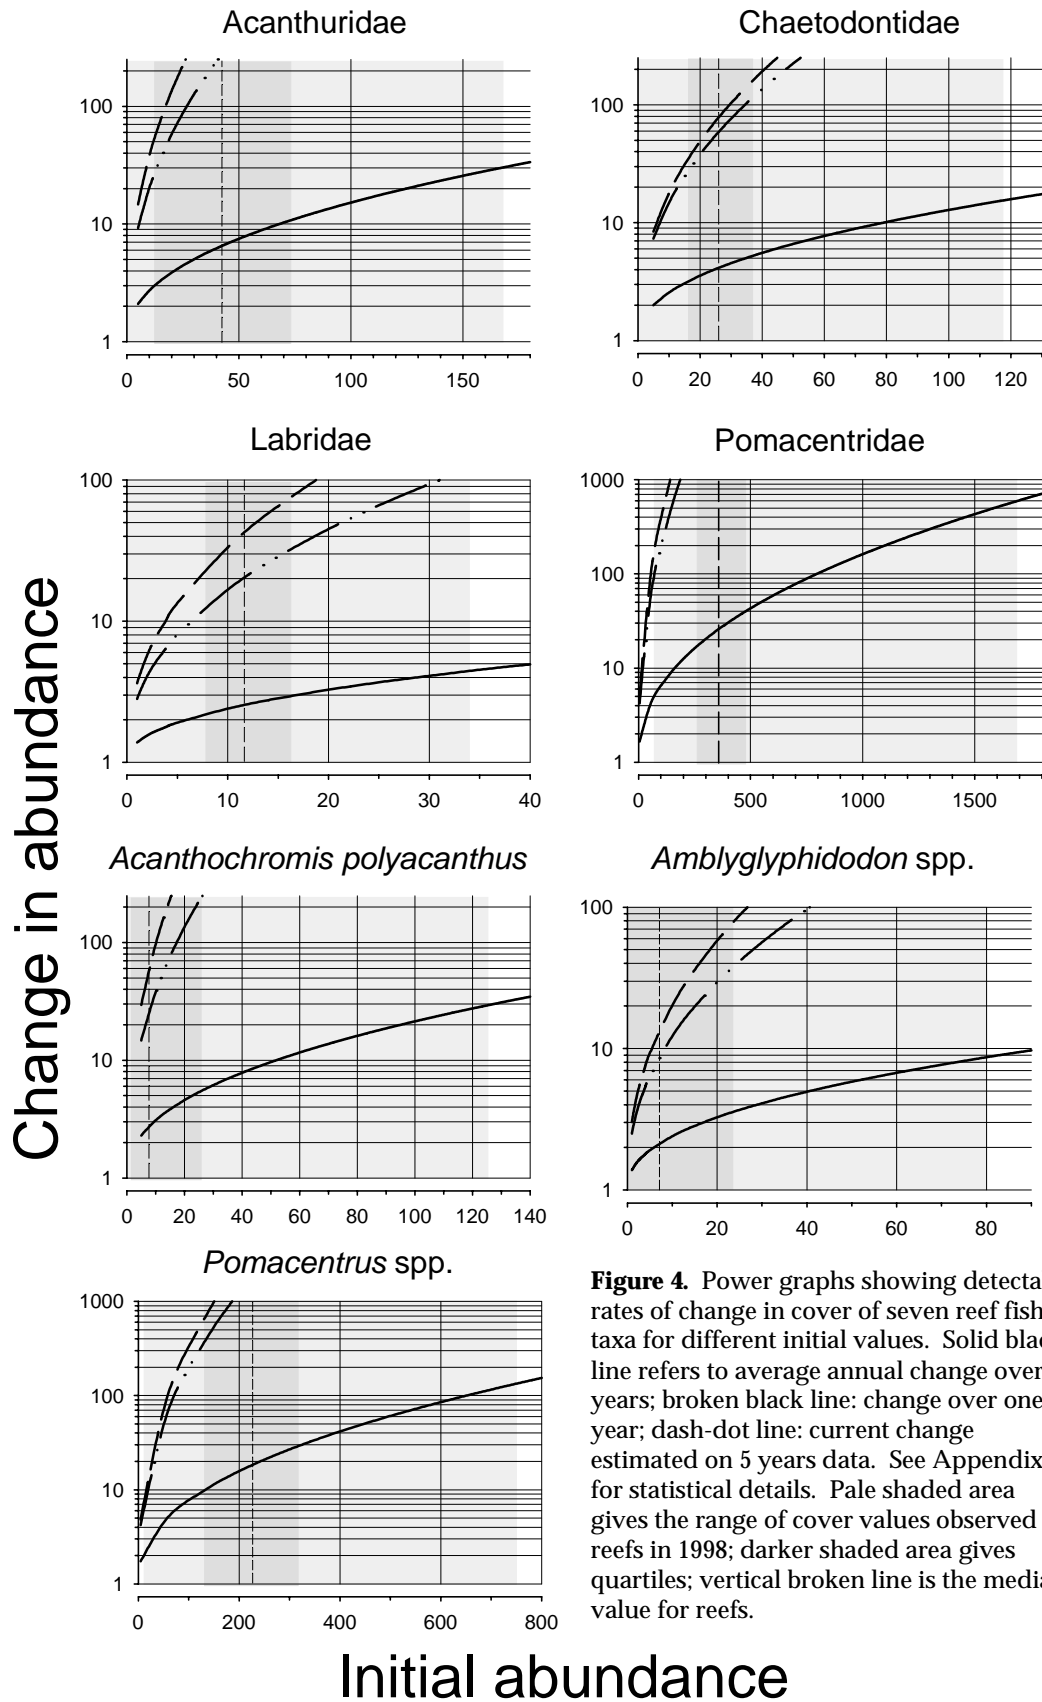 Acanthuridae
Chaetodontidae
100
10
1
0 50 100 150
100
10
1
0 20 40 60 80 100 120
Labridae
Pomacentridae
100
10
1
0 10 20 30 40
1000
100
10
1
0 500 1000 1500
Acanthochromis polyacanthus
Amblyglyphidodon spp.
100
10
1
0 20 40 60 80 100 120 140
100
10
1
0 20 40 60 80
Pomacentrus spp.
1000
100
10
1
0 200 400 600 800
Change in abundance
Initial abundance
Figure 4. Power graphs showing
rates of change in cover of seven reef fish
taxa for different initial values. Solid
line refers to average annual change over
years; broken black line: change over one
year; dash-dot line: current change
estimated on 5 years data. See Appendix
for statistical details. Pale shaded area
gives the range of cover values observed
reefs in 1998; darker shaded area gives
quartiles; vertical broken line is the
value for reefs.